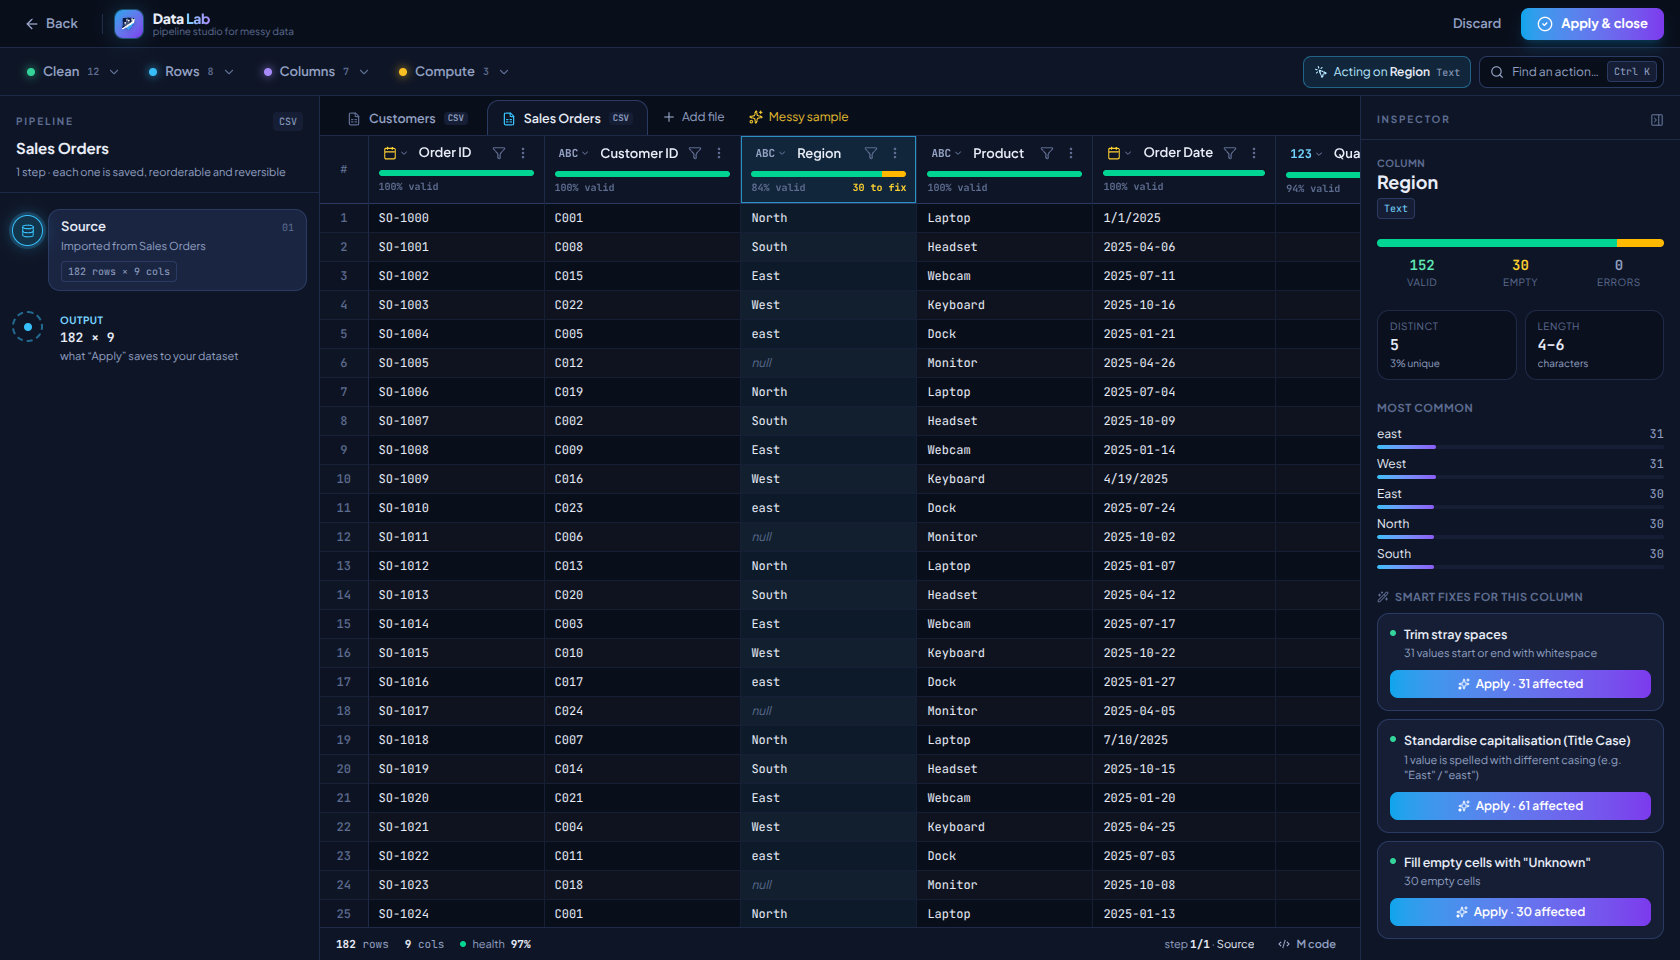 Back
Data Lab
pipeline studio for messy data
Discard
Apply & close
Clean 12
Rows 8
Columns 7
Compute 3
Acting on Region Text
Find an action... Ctrl K
PIPELINE
CSV
Sales Orders
1 step · each one is saved, reorderable and reversible
Source 01
Imported from Sales Orders
182 rows × 9 cols
OUTPUT
182 × 9
what “Apply” saves to your dataset
Customers CSV
Sales Orders CSV
Add file
Messy sample
# Order ID ABC Customer ID ABC Region ABC Product Order Date 123 Qua
100% valid 100% valid 84% valid 30 to fix 100% valid 100% valid 94% valid
1 SO-1000 C001 North Laptop 1/1/2025
2 SO-1001 C008 South Headset 2025-04-06
3 SO-1002 C015 East Webcam 2025-07-11
4 SO-1003 C022 West Keyboard 2025-10-16
5 SO-1004 C005 east Dock 2025-01-21
6 SO-1005 C012 null Monitor 2025-04-26
7 SO-1006 C019 North Laptop 2025-07-04
8 SO-1007 C002 South Headset 2025-10-09
9 SO-1008 C009 East Webcam 2025-01-14
10 SO-1009 C016 West Keyboard 4/19/2025
11 SO-1010 C023 east Dock 2025-07-24
12 SO-1011 C006 null Monitor 2025-10-02
13 SO-1012 C013 North Laptop 2025-01-07
14 SO-1013 C020 South Headset 2025-04-12
15 SO-1014 C003 East Webcam 2025-07-17
16 SO-1015 C010 West Keyboard 2025-10-22
17 SO-1016 C017 east Dock 2025-01-27
18 SO-1017 C024 null Monitor 2025-04-05
19 SO-1018 C007 North Laptop 7/10/2025
20 SO-1019 C014 South Headset 2025-10-15
21 SO-1020 C021 East Webcam 2025-01-20
22 SO-1021 C004 West Keyboard 2025-04-25
23 SO-1022 C011 east Dock 2025-07-03
24 SO-1023 C018 null Monitor 2025-10-08
25 SO-1024 C001 North Laptop 2025-01-13
182 rows 9 cols health 97%
step 1/1 · Source
M code
INSPECTOR
COLUMN
Region
Text
152 30 0
VALID EMPTY ERRORS
DISTINCT
5
3% unique
LENGTH
4–6
characters
MOST COMMON
east 31
West 31
East 30
North 30
South 30
SMART FIXES FOR THIS COLUMN
Trim stray spaces
31 values start or end with whitespace
Apply · 31 affected
Standardise capitalisation (Title Case)
1 value is spelled with different casing (e.g.
"East" / "east")
Apply · 61 affected
Fill empty cells with "Unknown"
30 empty cells
Apply · 30 affected